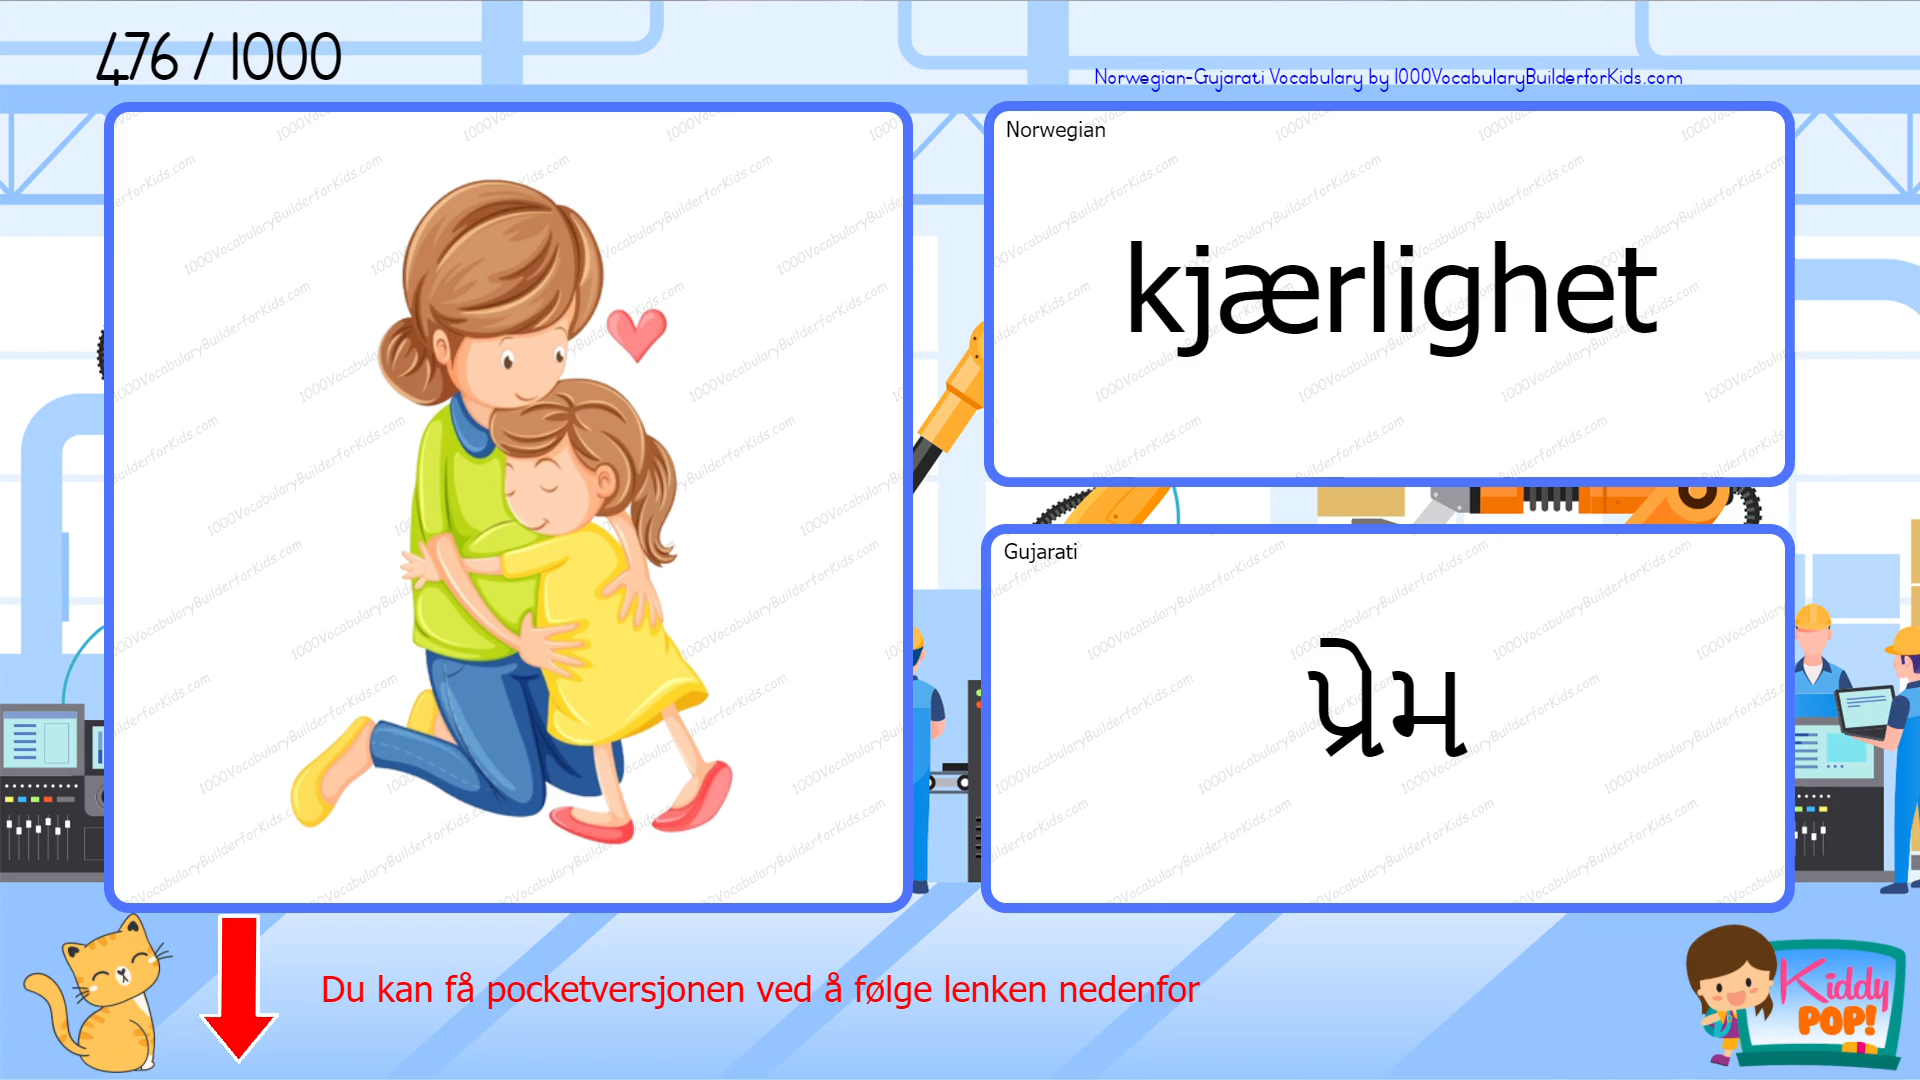 476 / 1000
Norwegian-Gujarati Vocabulary by 1000VocabularyBuilderforKids.com
Norwegian
kjærlighet
Gujarati
પ્રેમ
Du kan få pocketversjonen ved å følge lenken nedenfor
Kiddy
POP!